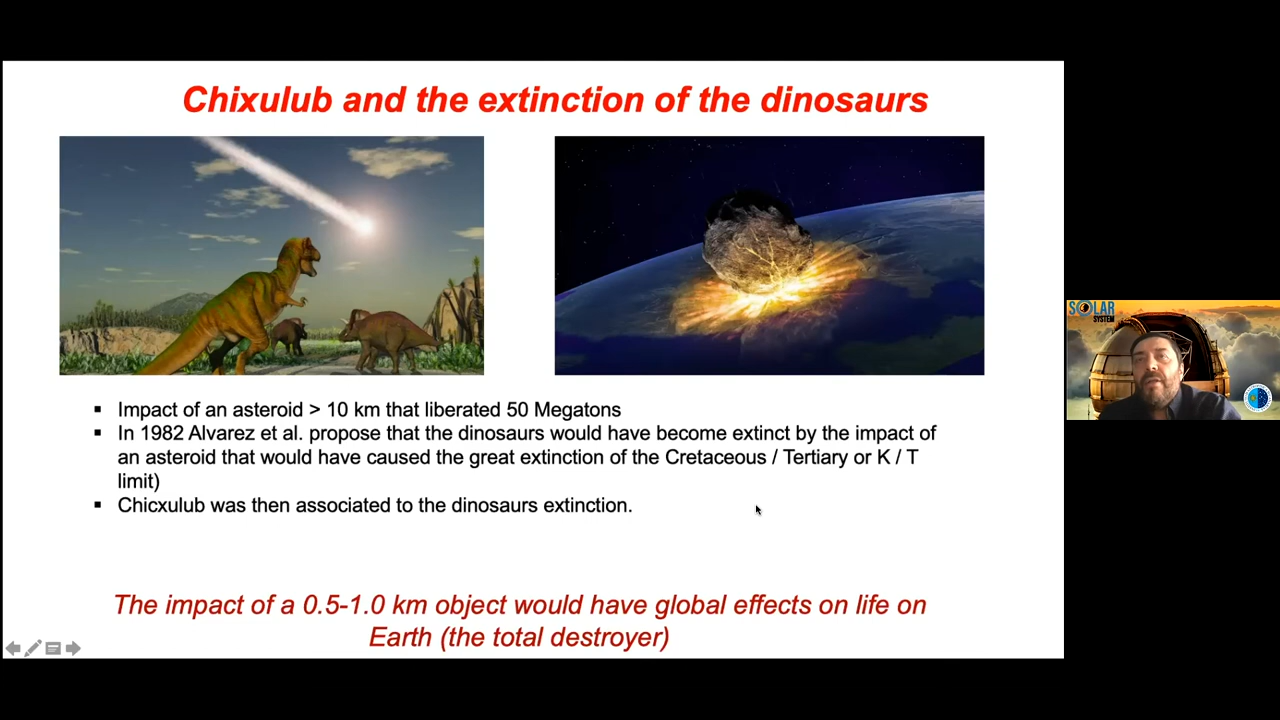 Chixulub and the extinction of the dinosaurs
▪ Impact of an asteroid > 10 km that liberated 50 Megatons
▪ In 1982 Alvarez et al. propose that the dinosaurs would have become extinct by the impact of
an asteroid that would have caused the great extinction of the Cretaceous / Tertiary or K / T
limit)
▪ Chicxulub was then associated to the dinosaurs extinction.
The impact of a 0.5-1.0 km object would have global effects on life on
Earth (the total destroyer)
SOLAR
SYSTEM